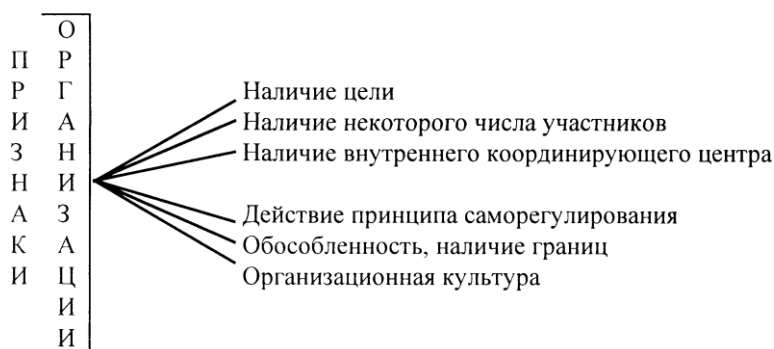 ПРИЗНАКИ
ОРГАНИЗАЦИИ
Наличие цели
Наличие некоторого числа участников
Наличие внутреннего координирующего центра
Действие принципа саморегулирования
Обособленность, наличие границ
Организационная культура